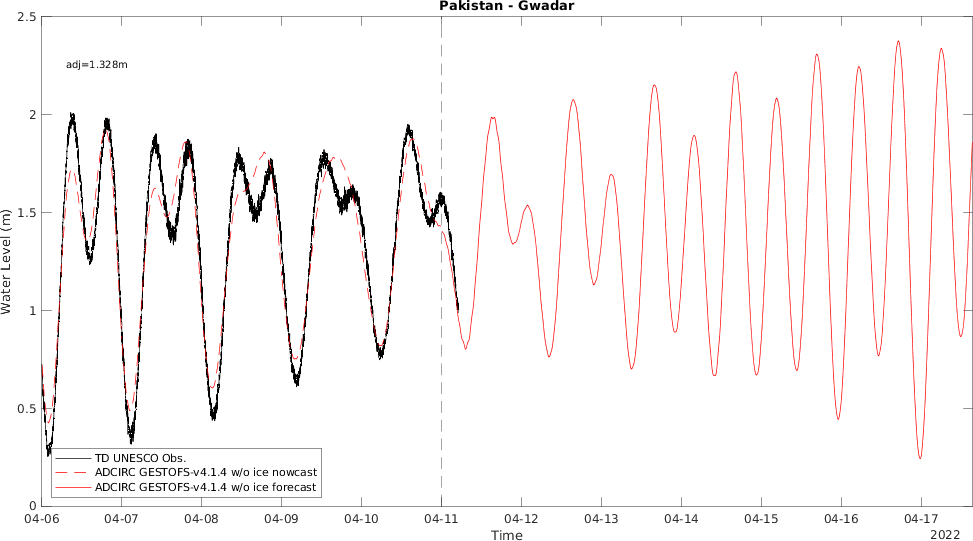 Pakistan - Gwadar
2.5
adj=1.328m
2
1.5
Water Level (m)
1
0.5
TD UNESCO Obs.
ADCIRC GESTOFS-v4.1.4 w/o ice nowcast
ADCIRC GESTOFS-v4.1.4 w/o ice forecast
0
04-06 04-07 04-08 04-09 04-10 04-11 04-12 04-13 04-14 04-15 04-16 04-17
Time
2022